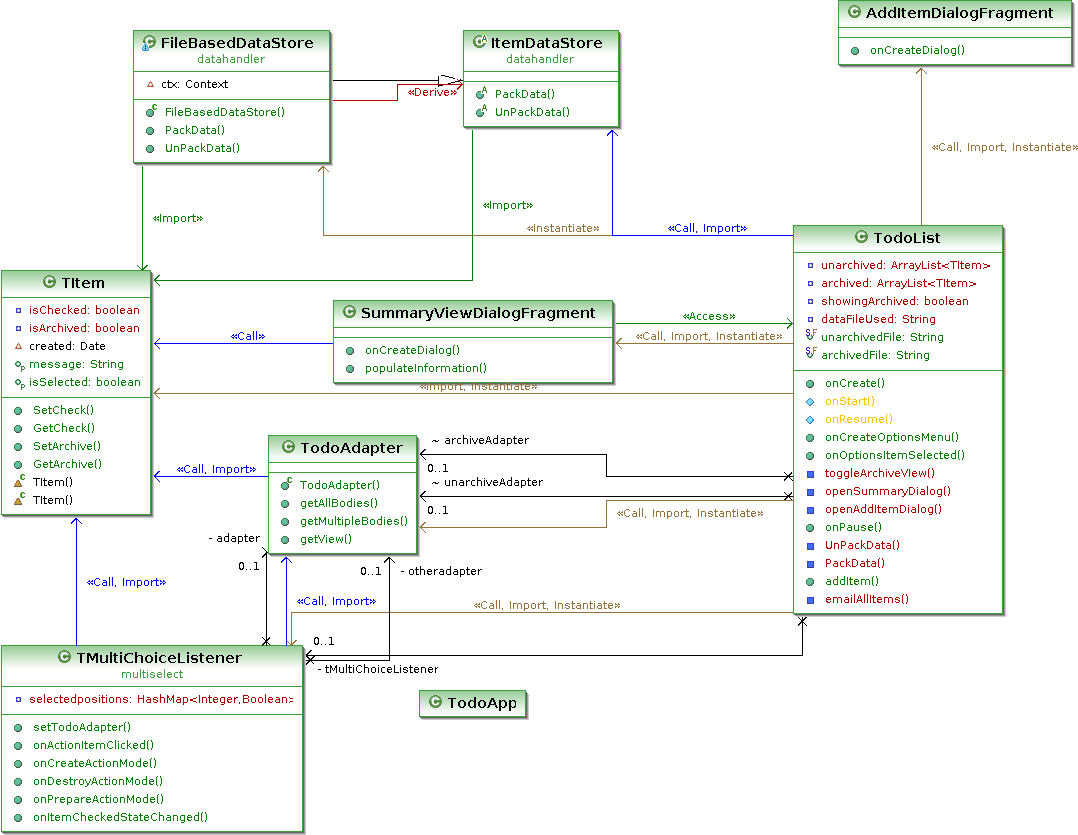 AddItemDialogFragment
onCreateDialog()
FileBasedDataStore
datahandler
ctx: Context
FileBasedDataStore()
PackData()
UnPackData()
ItemDataStore
datahandler
PackData()
UnPackData()
«Derive»
«Call, Import, Instantiate»
«Import»
«Import»
«Instantiate»
«Call, Import»
TodoList
unarchived: ArrayList<TItem>
archived: ArrayList<TItem>
showingArchived: boolean
dataFileUsed: String
unarchivedFile: String
archivedFile: String
onCreate()
onStart()
onResume()
onCreateOptionsMenu()
onOptionsItemSelected()
toggleArchiveView()
openSummaryDialog()
openAddItemDialog()
onPause()
UnPackData()
PackData()
addItem()
emailAllItems()
TItem
isChecked: boolean
isArchived: boolean
created: Date
message: String
isSelected: boolean
SetCheck()
GetCheck()
SetArchive()
GetArchive()
TItem()
TItem()
SummaryViewDialogFragment
onCreateDialog()
populateInformation()
«Call»
«Access»
«Call, Import, Instantiate»
«Import, Instantiate»
TodoAdapter
TodoAdapter()
getAllBodies()
getMultipleBodies()
getView()
«Call, Import»
~ archiveAdapter
0..1
~ unarchiveAdapter
0..1
«Call, Import, Instantiate»
- adapter
0..1
0..1
- otheradapter
«Call, Import»
«Call, Import»
«Call, Import, Instantiate»
0..1
- tMultiChoiceListener
TMultiChoiceListener
multiselect
selectedpositions: HashMap<Integer,Boolean>
setTodoAdapter()
onActionItemClicked()
onCreateActionMode()
onDestroyActionMode()
onPrepareActionMode()
onItemCheckedStateChanged()
TodoApp